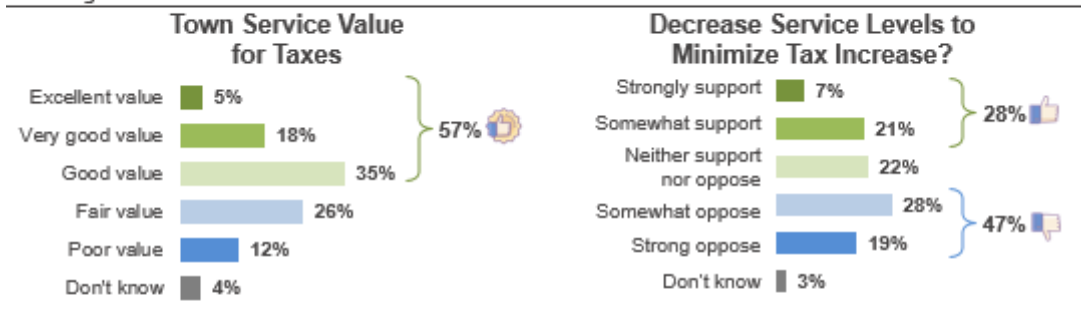 Town Service Value
for Taxes
Excellent value 5%
Very good value 18%
Good value 35%
Fair value 26%
Poor value 12%
Don't know 4%
57%
Decrease Service Levels to
Minimize Tax Increase?
Strongly support 7%
Somewhat support 21%
Neither support
nor oppose 22%
Somewhat oppose 28%
Strong oppose 19%
Don't know 3%
28%
47%